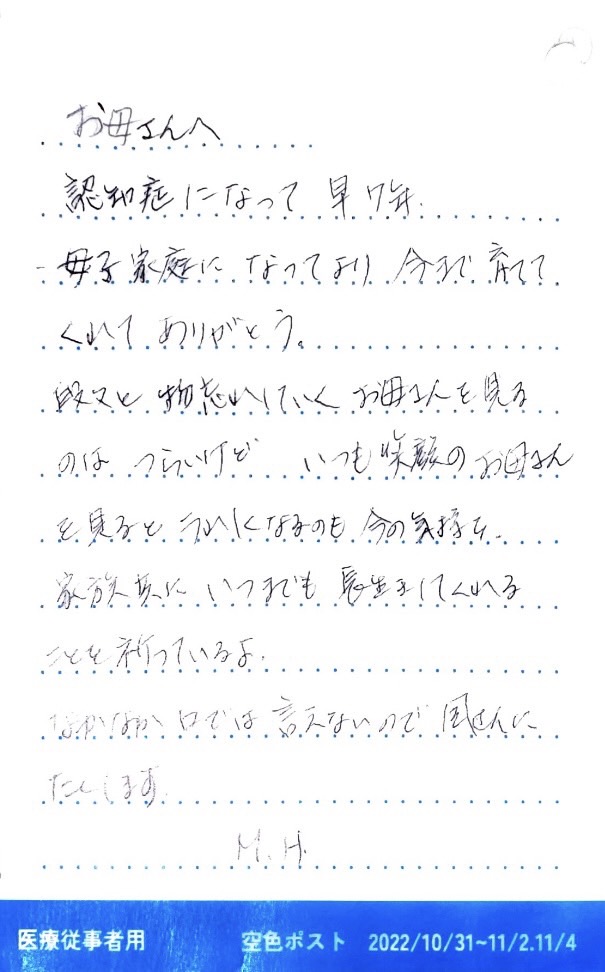 お母さんへ
認知症になって 早7年.
母子家庭に なってより 今まで 育てて
くれて ありがとう。
段々と 物忘れしていく お母さんを見る
のは つらいけど いつも笑顔の お母さん
を見ると うれしくなるのも 今の気持ち.
家族共に いつまでも 長生きしてくれる
ことを祈っているよ.
なかなか 口では 言えないので 風さんに
たくします.
M.H.
医療従事者用 空色ポスト 2022/10/31~11/2.11/4